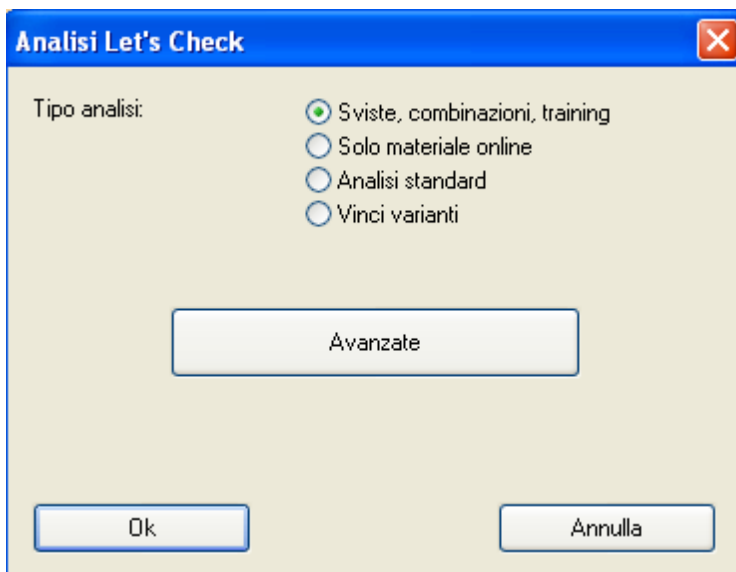 Analisi Let's Check
Tipo analisi:
Sviste, combinazioni, training
Solo materiale online
Analisi standard
Vinci varianti
Avanzate
Ok
Annulla